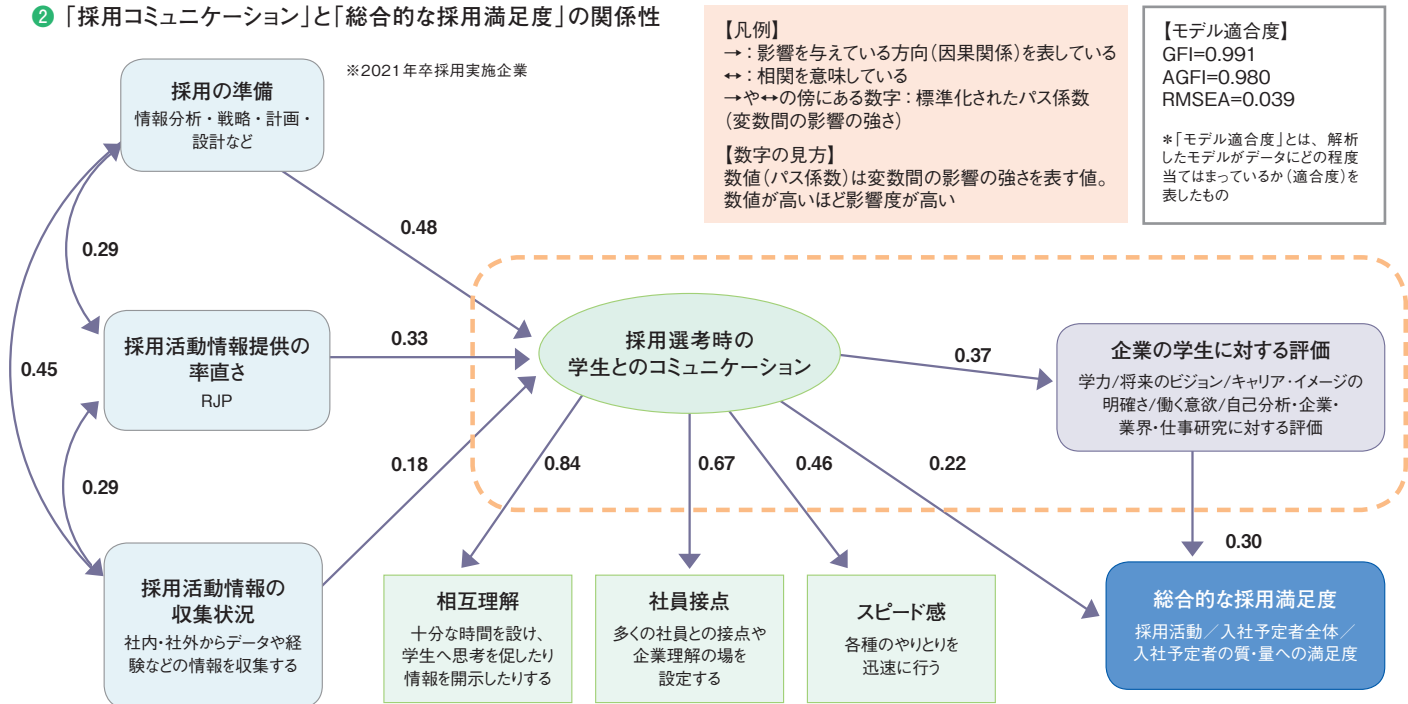 ❷「採用コミュニケーション」と「総合的な採用満足度」の関係性
※2021年卒採用実施企業
【凡例】
→：影響を与えている方向（因果関係）を表している
↔：相関を意味している
→や↔の傍にある数字：標準化されたパス係数
（変数間の影響の強さ）
【数字の見方】
数値（パス係数）は変数間の影響の強さを表す値。
数値が高いほど影響度が高い
【モデル適合度】
GFI=0.991
AGFI=0.980
RMSEA=0.039
＊「モデル適合度」とは、解析
したモデルがデータにどの程度
当てはまっているか（適合度）を
表したもの
採用の準備
情報分析・戦略・計画・
設計など
0.48
0.29
採用活動情報提供の
率直さ
RJP
0.33
0.45
0.29
0.18
採用活動情報の
収集状況
社内・社外からデータや経
験などの情報を収集する
採用選考時の
学生とのコミュニケーション
0.37
企業の学生に対する評価
学力/将来のビジョン/キャリア・イメージの
明確さ/働く意欲/自己分析・企業・
業界・仕事研究に対する評価
0.84
0.67
0.46
0.22
0.30
相互理解
十分な時間を設け、
学生へ思考を促したり
情報を開示したりする
社員接点
多くの社員との接点や
企業理解の場を
設定する
スピード感
各種のやりとりを
迅速に行う
総合的な採用満足度
採用活動／入社予定者全体／
入社予定者の質・量への満足度